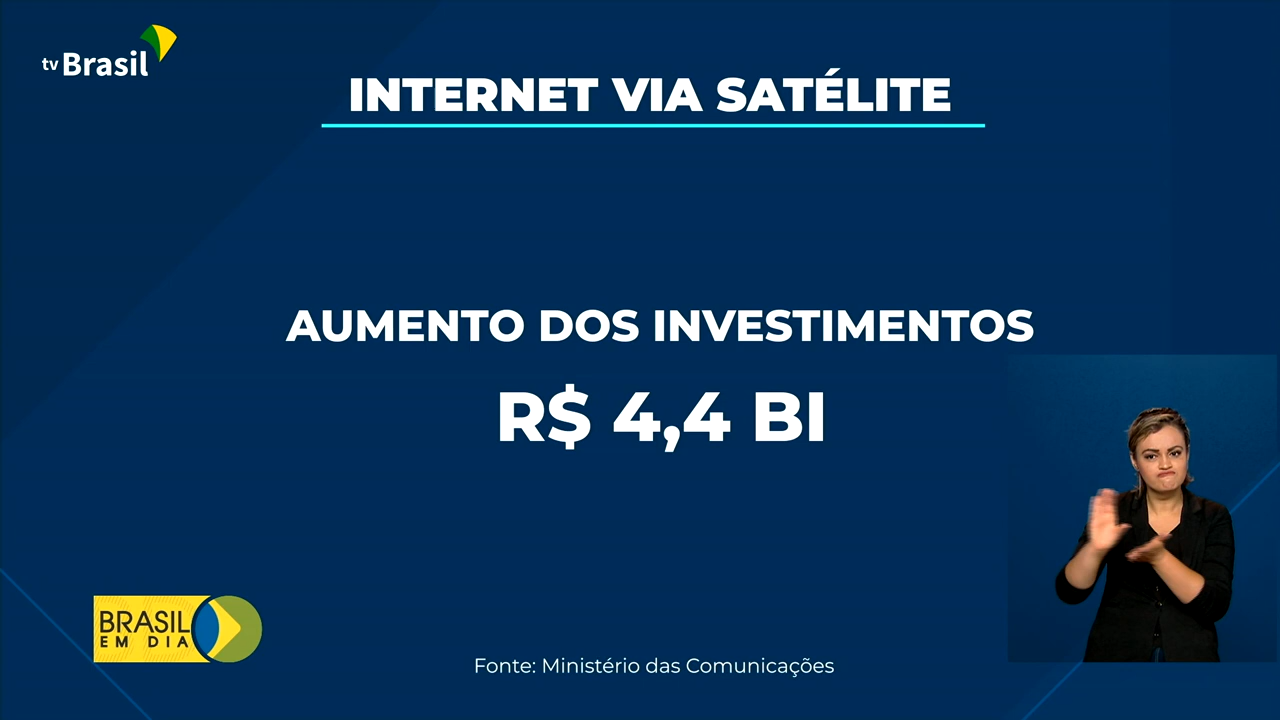 tv Brasil
INTERNET VIA SATÉLITE
AUMENTO DOS INVESTIMENTOS
R$ 4,4 BI
BRASIL
EM DIA
Fonte: Ministério das Comunicações